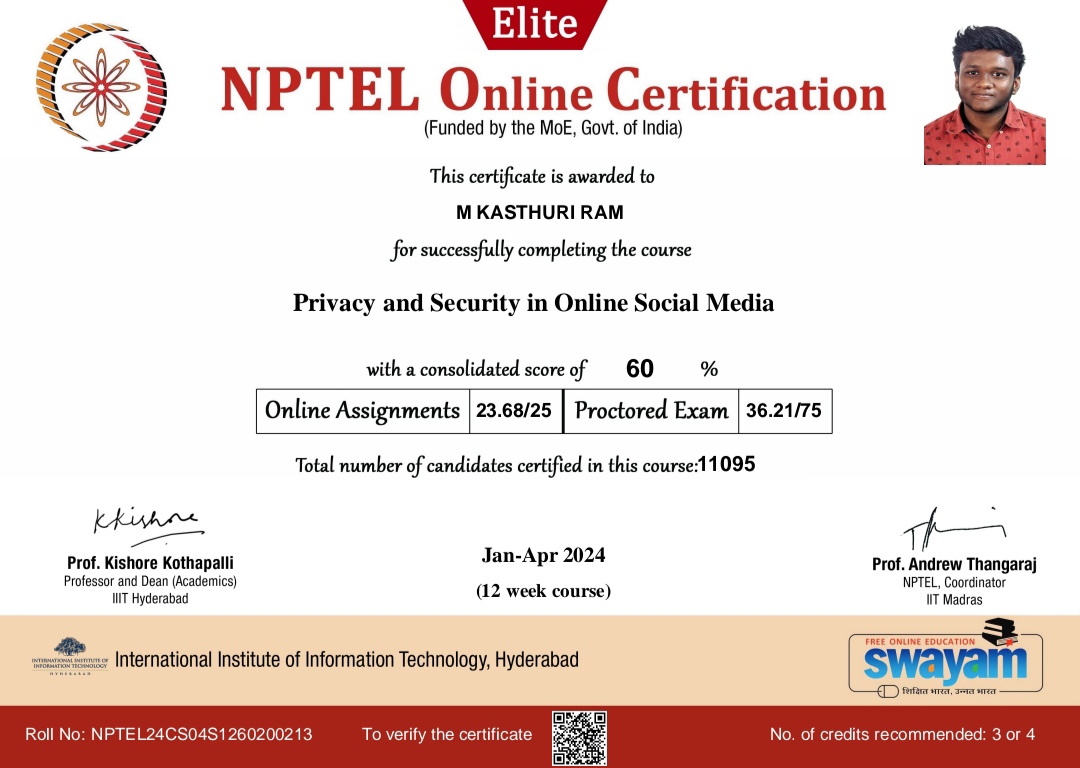 Elite
NPTEL Online Certification
(Funded by the MoE, Govt. of India)
This certificate is awarded to
M KASTHURI RAM
for successfully completing the course
Privacy and Security in Online Social Media
with a consolidated score of 60 %
Online Assignments 23.68/25 Proctored Exam 36.21/75
Total number of candidates certified in this course:11095
Kkishore
Prof. Kishore Kothapalli
Professor and Dean (Academics)
IIIT Hyderabad
Jan-Apr 2024
(12 week course)
Prof. Andrew Thangaraj
NPTEL, Coordinator
IIT Madras
INTERNATIONAL INSTITUTE OF
INFORMATION TECHNOLOGY
HYDERABAD
International Institute of Information Technology, Hyderabad
FREE ONLINE EDUCATION
swayam
शिक्षित भारत, उन्नत भारत
Roll No: NPTEL24CS04S1260200213 To verify the certificate No. of credits recommended: 3 or 4